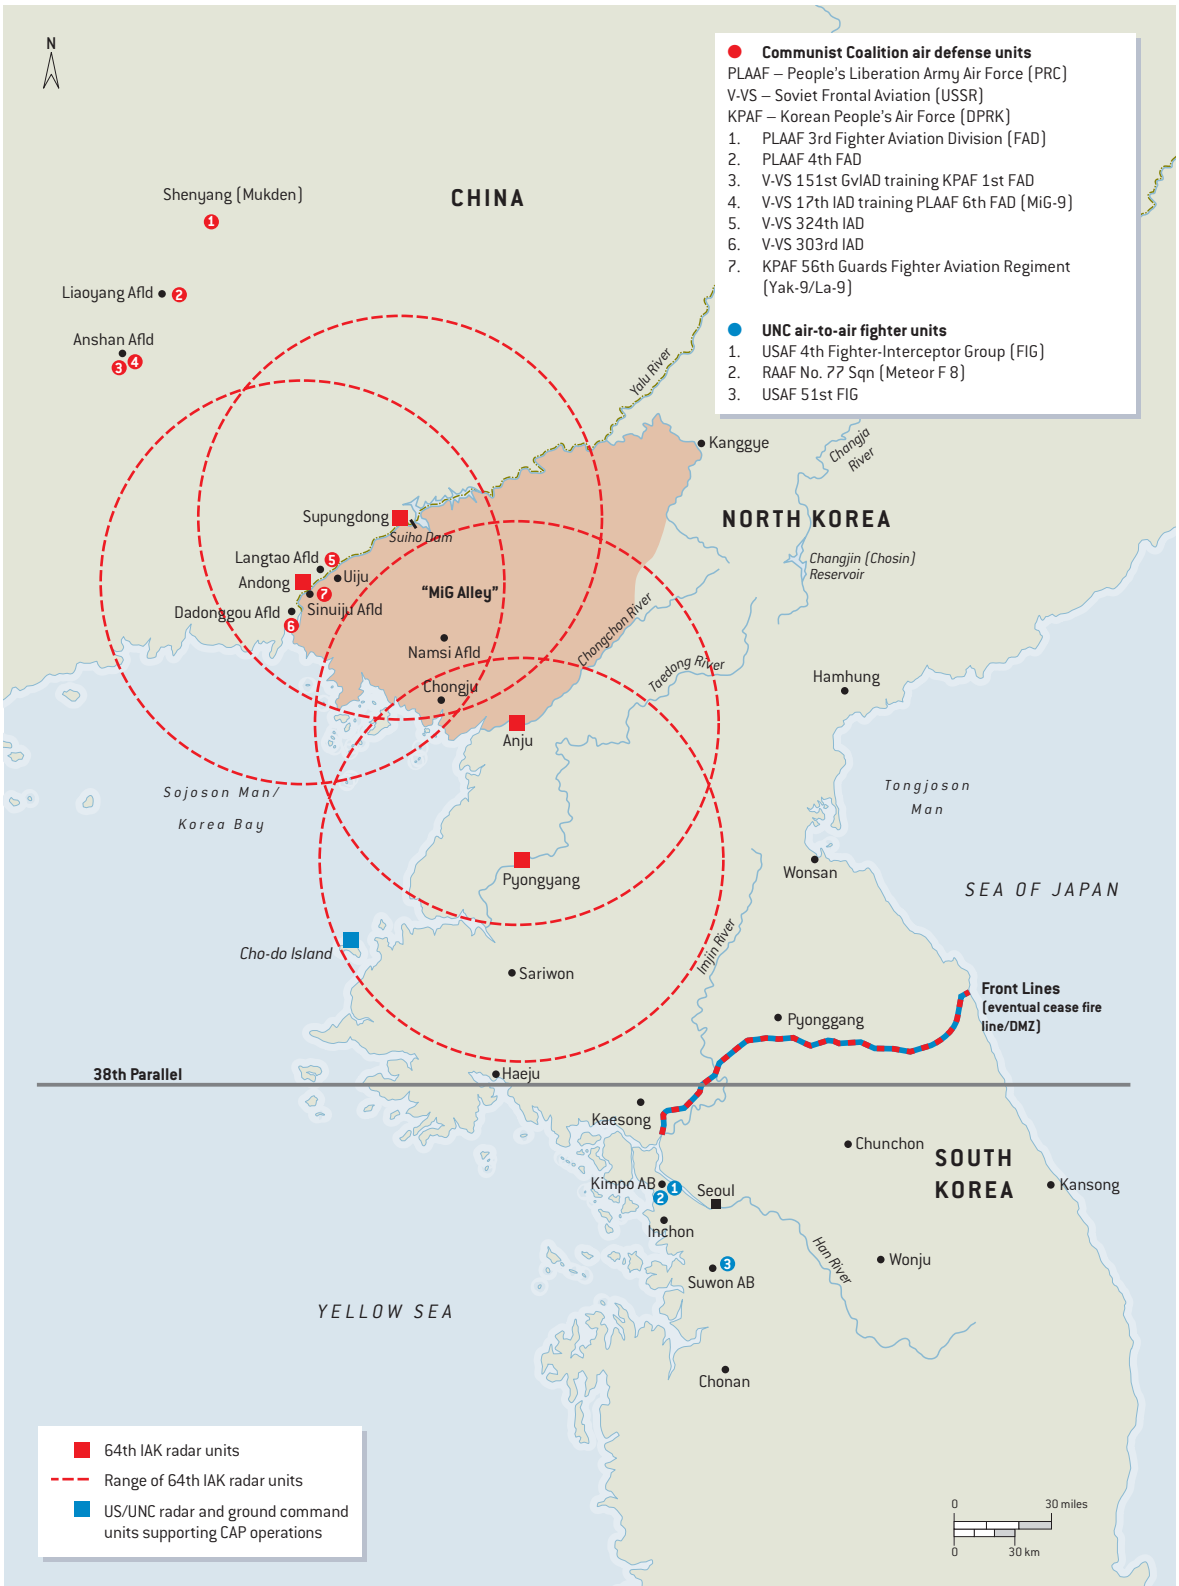 N
Communist Coalition air defense units
PLAAF – People's Liberation Army Air Force (PRC)
V-VS – Soviet Frontal Aviation (USSR)
KPAF – Korean People's Air Force (DPRK)
1. PLAAF 3rd Fighter Aviation Division (FAD)
2. PLAAF 4th FAD
3. V-VS 151st GvIAD training KPAF 1st FAD
4. V-VS 17th IAD training PLAAF 6th FAD (MiG-9)
5. V-VS 324th IAD
6. V-VS 303rd IAD
7. KPAF 56th Guards Fighter Aviation Regiment
(Yak-9/La-9)
UNC air-to-air fighter units
1. USAF 4th Fighter-Interceptor Group (FIG)
2. RAAF No. 77 Sqn (Meteor F 8)
3. USAF 51st FIG
Shenyang (Mukden)
1
CHINA
Liaoyang Afld
2
Anshan Afld
3
4
Yalu River
Kanggye
Changja
River
Supungdong
Suiho Dam
NORTH KOREA
Langtao Afld
5
Andong
Uiju
7
Sinuiju Afld
Dadonggou Afld
6
"MiG Alley"
Changjin (Chosin)
Reservoir
Namsi Afld
Chongchon River
Taedong River
Chongju
Hamhung
Anju
Sojoson Man/
Korea Bay
Tongjoson
Man
Pyongyang
Wonsan
SEA OF JAPAN
Cho-do Island
Imjin River
Sariwon
Front Lines
(eventual cease fire
line/DMZ)
Pyonggang
38th Parallel
Haeju
Kaesong
Chunchon
SOUTH
KOREA
Kimpo AB
1
2
Seoul
Kansong
Inchon
Han River
Wonju
3
Suwon AB
YELLOW SEA
Chonan
64th IAK radar units
Range of 64th IAK radar units
US/UNC radar and ground command
units supporting CAP operations
0 30 miles
0 30 km